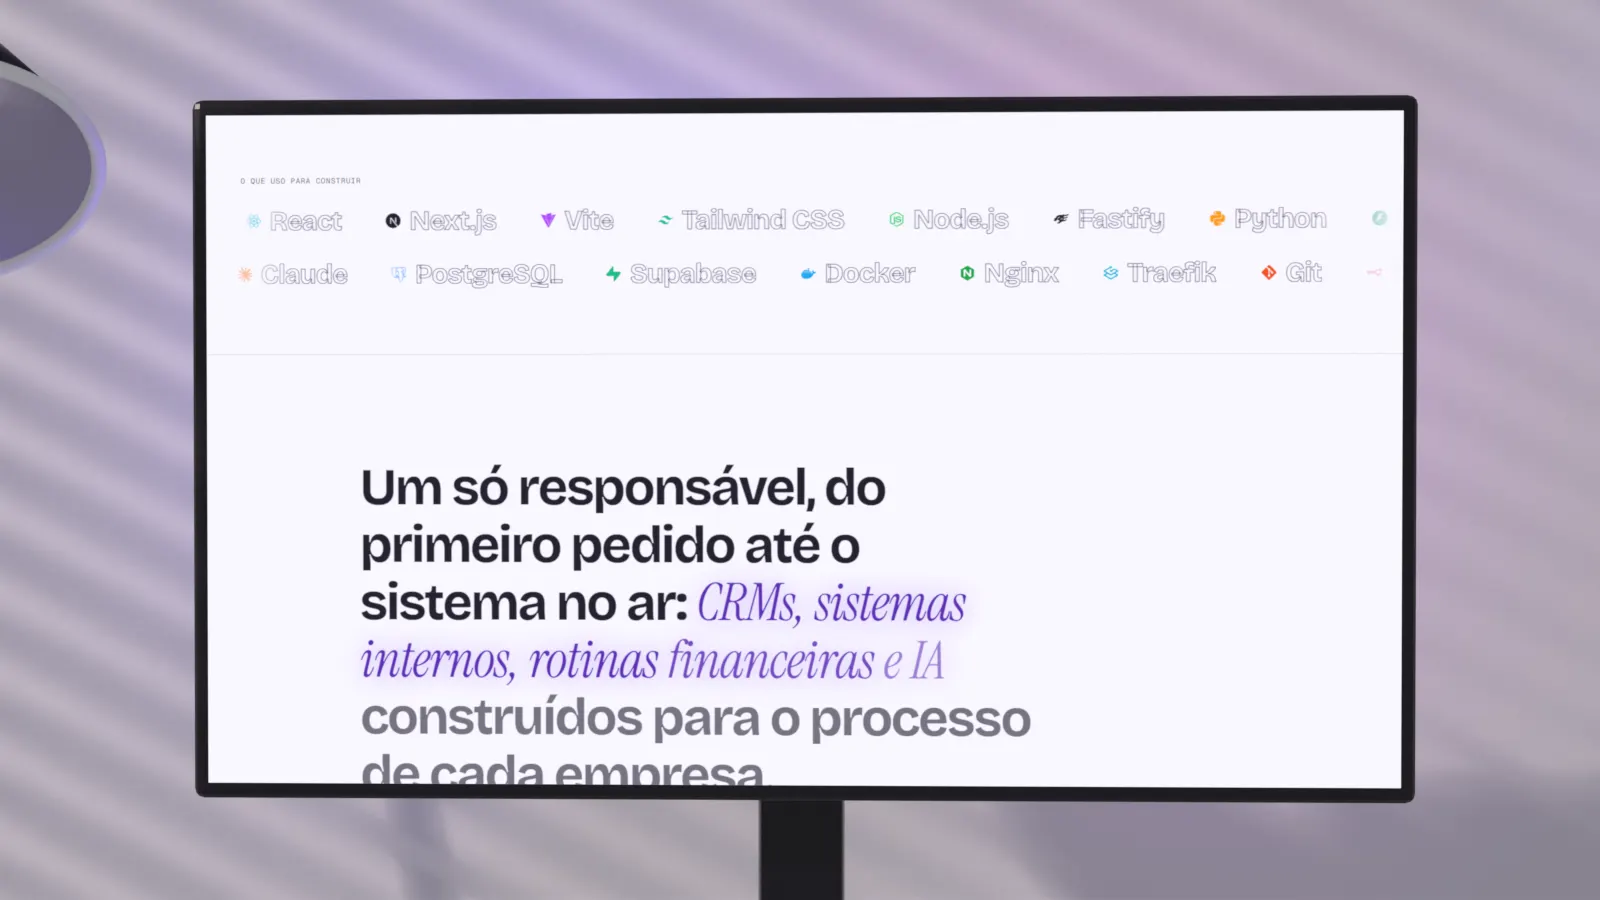 O QUE USO PARA CONSTRUIR
React Next.js Vite Tailwind CSS Node.js Fastify Python
Claude PostgreSQL Supabase Docker Nginx Traefik Git
Um só responsável, do
primeiro pedido até o
sistema no ar: CRMs, sistemas
internos, rotinas financeiras e IA
construídos para o processo
de cada empresa.